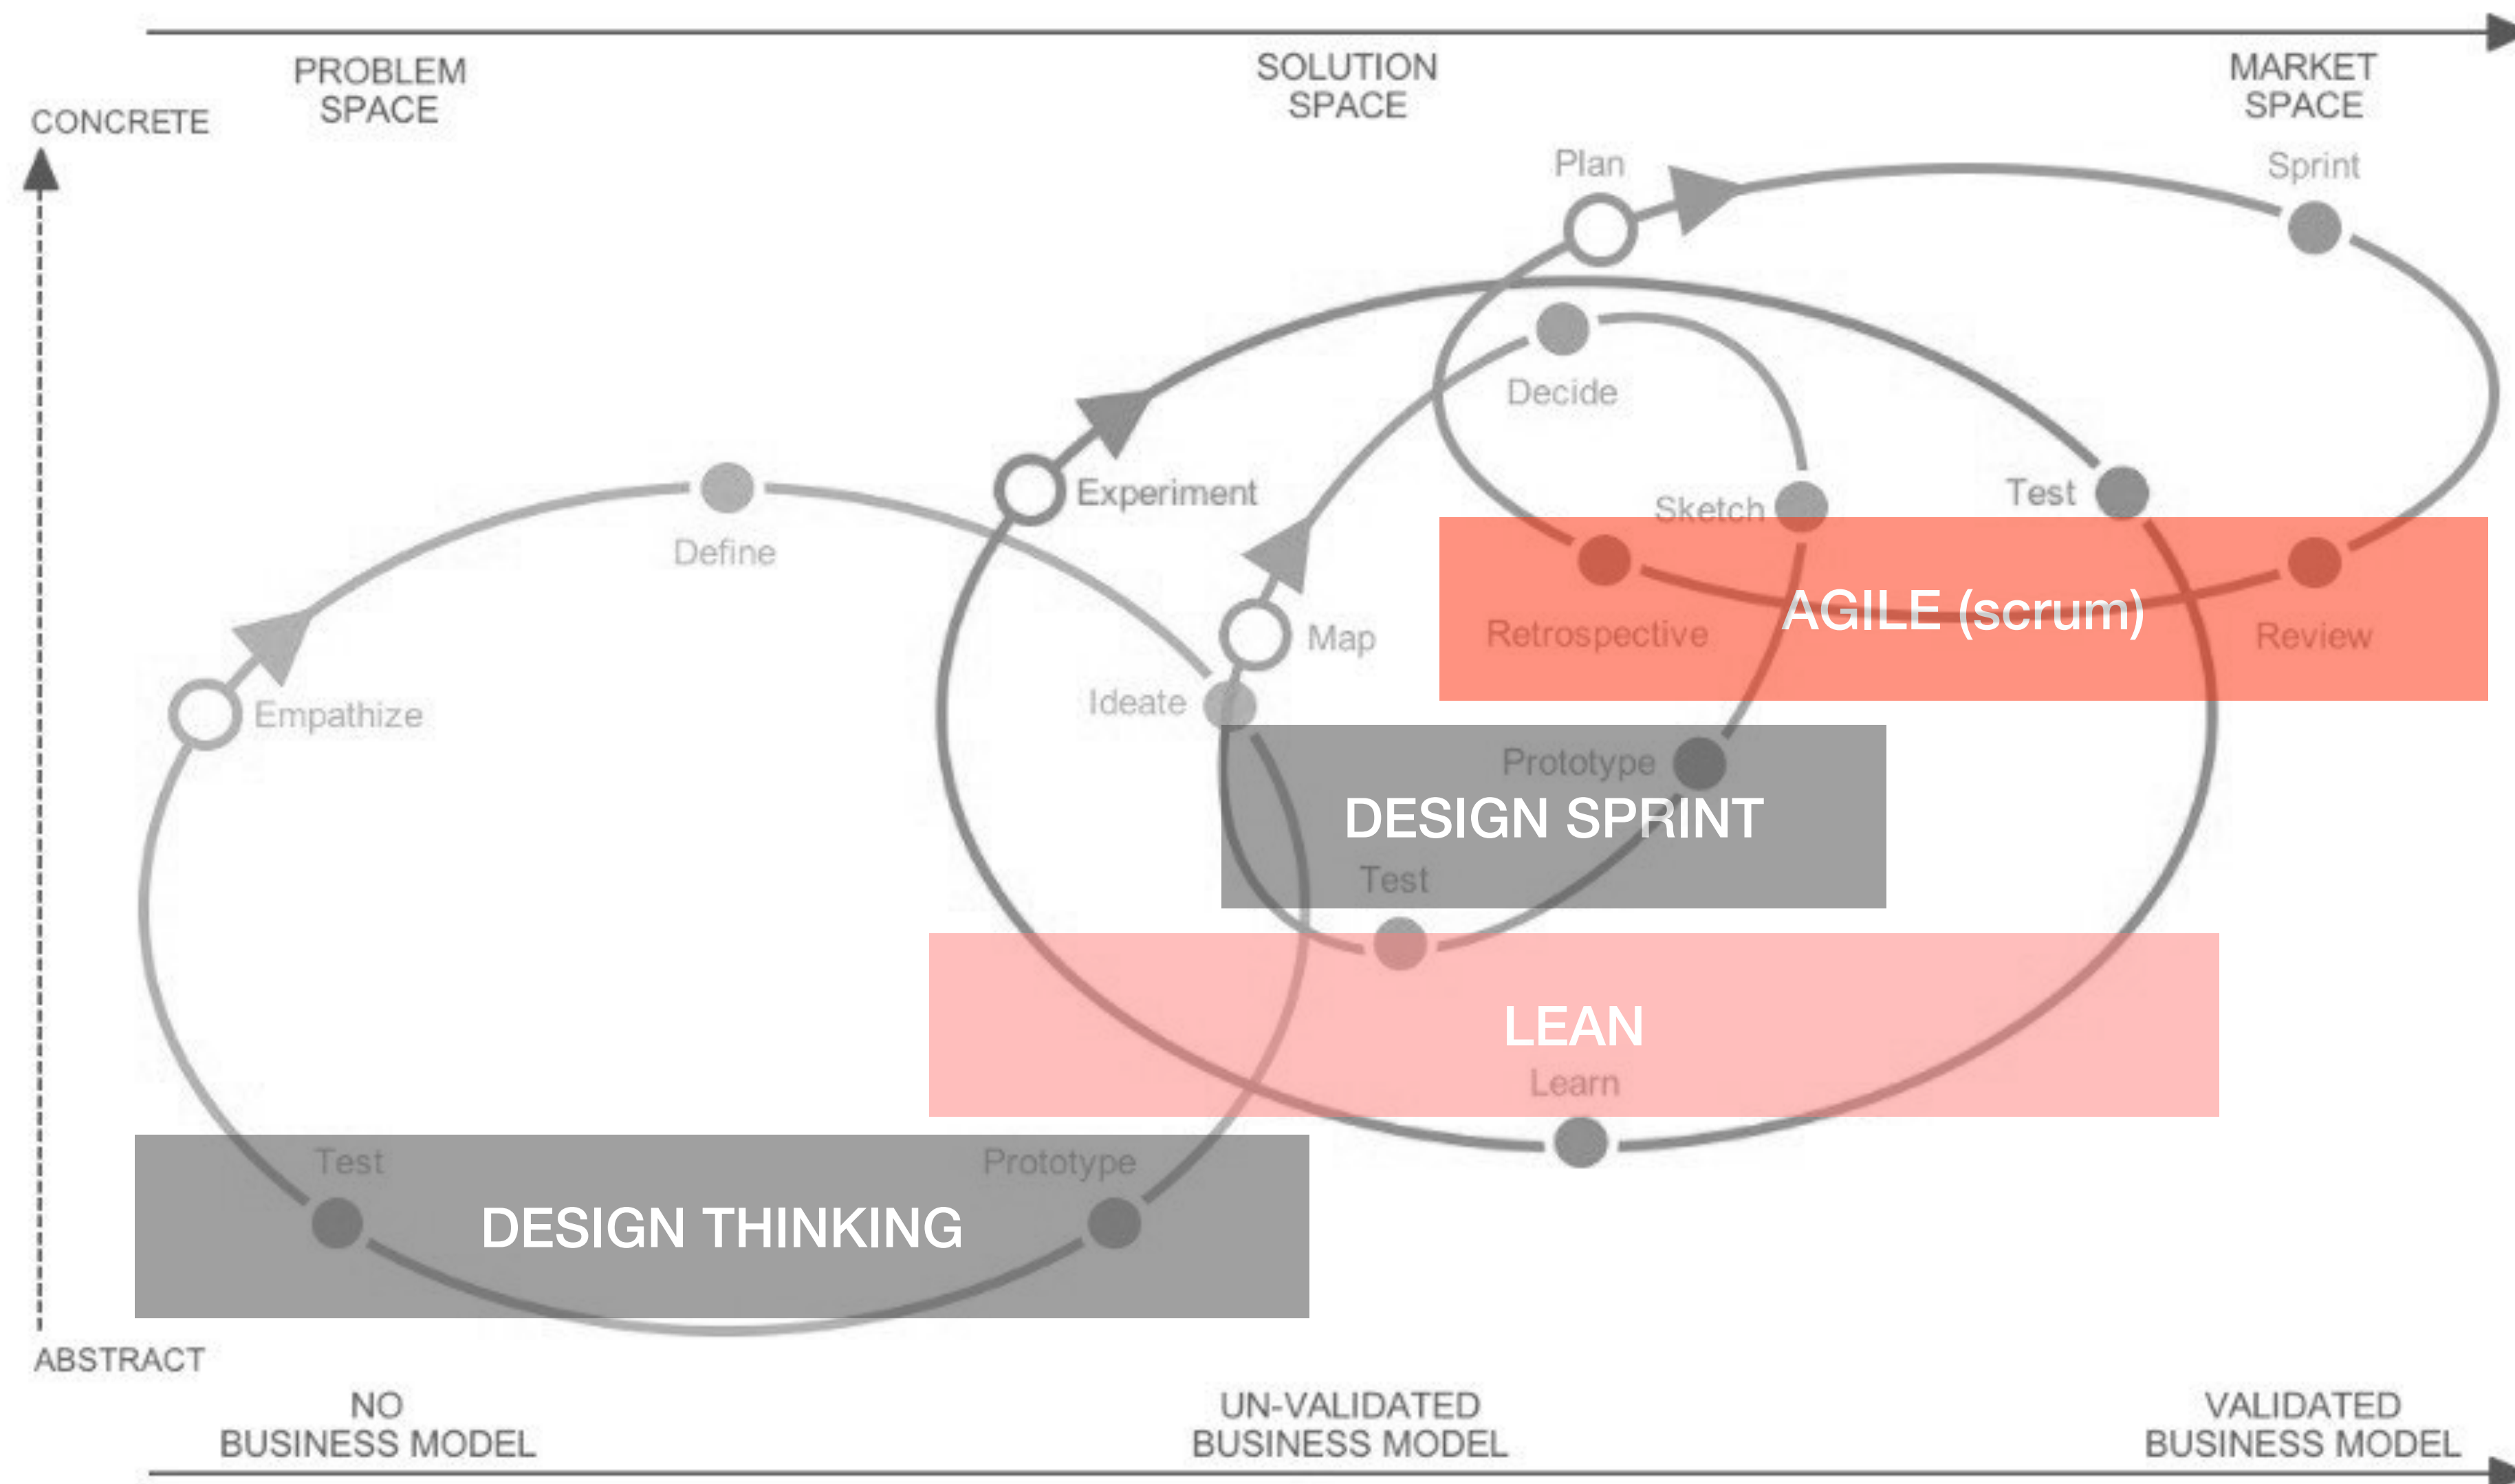 PROBLEM
SPACE
SOLUTION
SPACE
MARKET
SPACE
CONCRETE
Plan
Sprint
Decide
Experiment
Define
Sketch
Test
AGILE (scrum)
Retrospective
Review
Map
Ideate
Empathize
Prototype
DESIGN SPRINT
Test
LEAN
Learn
Test
Prototype
DESIGN THINKING
ABSTRACT
NO
BUSINESS MODEL
UN-VALIDATED
BUSINESS MODEL
VALIDATED
BUSINESS MODEL